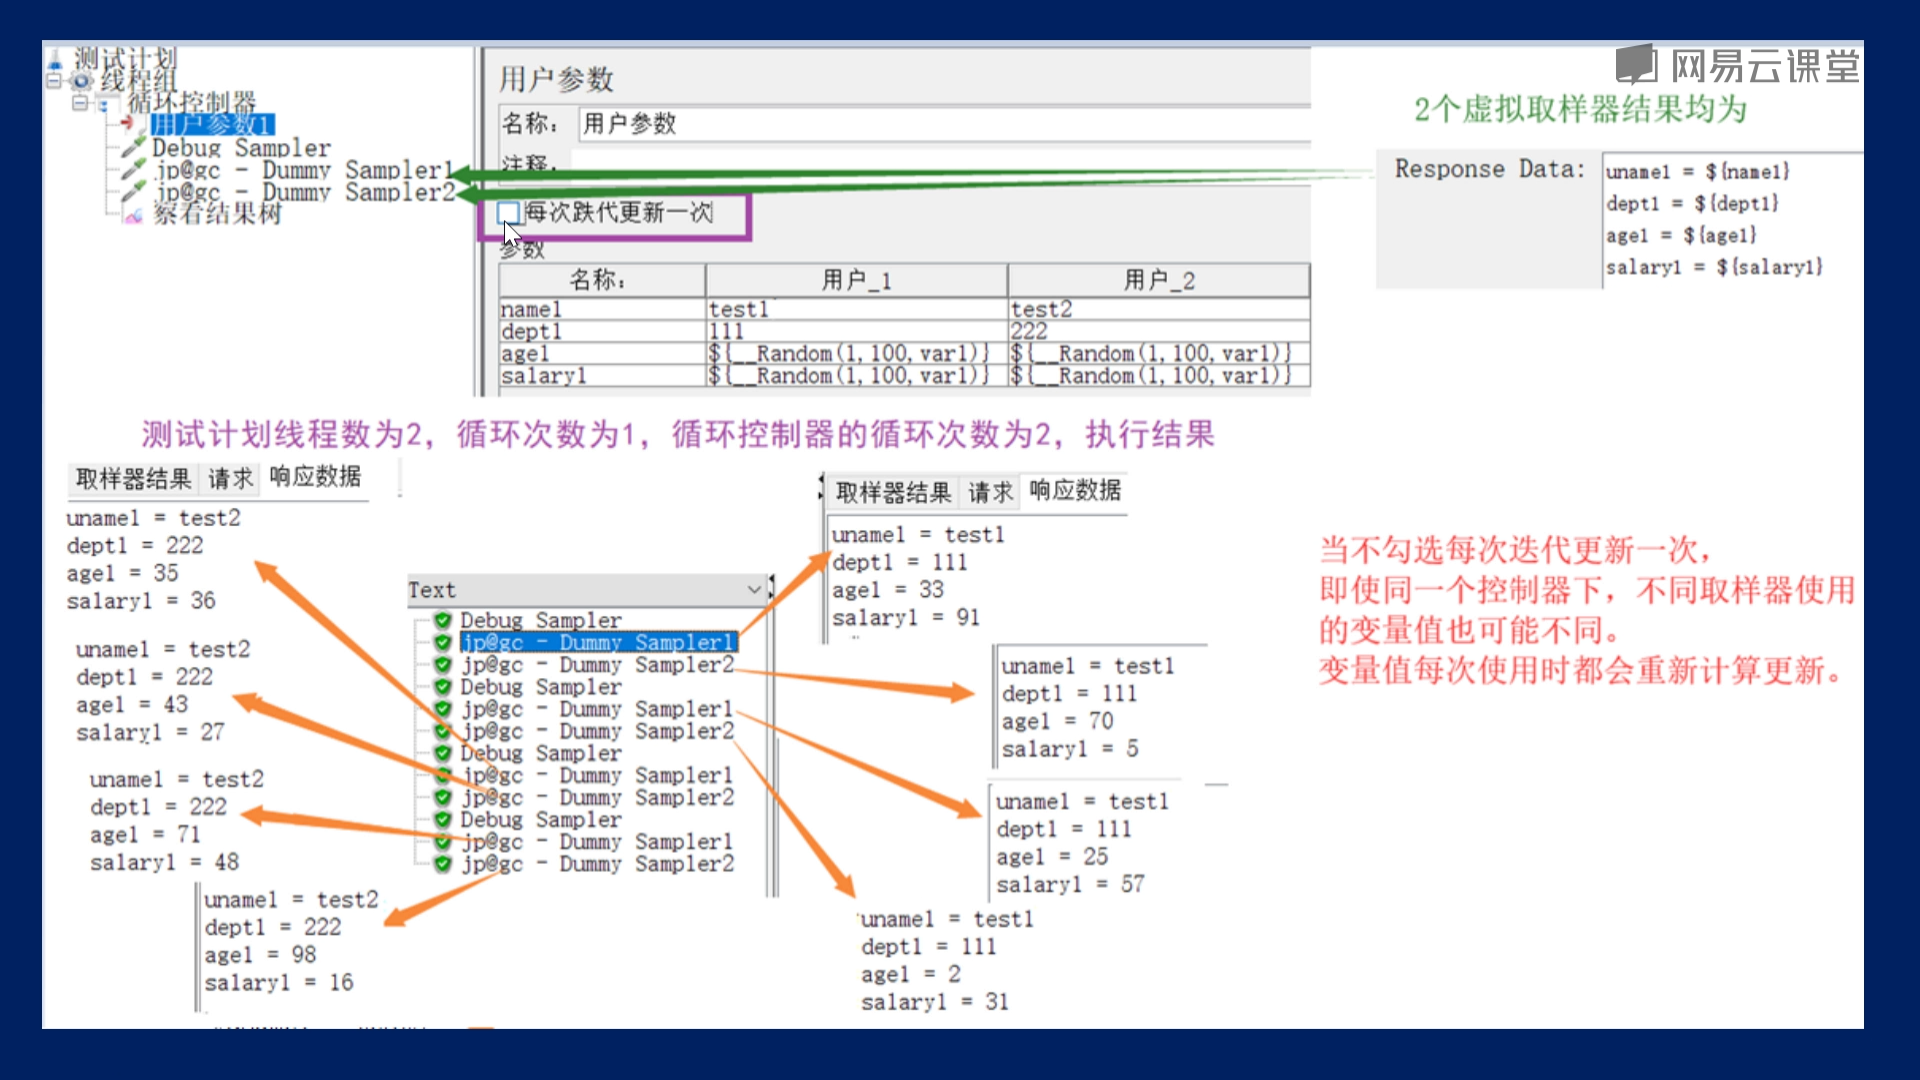 测试计划
线程组
循环控制器
用户参数1
Debug Sampler
jp@gc - Dummy Sampler1
jp@gc - Dummy Sampler2
察看结果树
用户参数
名称： 用户参数
注释：
每次跌代更新一次
参数
名称： 用户_1 用户_2
name1 test1 test2
dept1 111 222
age1 ${__Random(1,100,var1)} ${__Random(1,100,var1)}
salary1 ${__Random(1,100,var1)} ${__Random(1,100,var1)}
网易云课堂
2个虚拟取样器结果均为
Response Data:
uname1 = ${name1}
dept1 = ${dept1}
age1 = ${age1}
salary1 = ${salary1}
测试计划线程数为2，循环次数为1，循环控制器的循环次数为2，执行结果
取样器结果 请求 响应数据
uname1 = test2
dept1 = 222
age1 = 35
salary1 = 36
uname1 = test2
dept1 = 222
age1 = 43
salary1 = 27
uname1 = test2
dept1 = 222
age1 = 71
salary1 = 48
uname1 = test2
dept1 = 222
age1 = 98
salary1 = 16
Text
Debug Sampler
jp@gc - Dummy Sampler1
jp@gc - Dummy Sampler2
Debug Sampler
jp@gc - Dummy Sampler1
jp@gc - Dummy Sampler2
Debug Sampler
jp@gc - Dummy Sampler1
jp@gc - Dummy Sampler2
Debug Sampler
jp@gc - Dummy Sampler1
jp@gc - Dummy Sampler2
取样器结果 请求 响应数据
uname1 = test1
dept1 = 111
age1 = 33
salary1 = 91
uname1 = test1
dept1 = 111
age1 = 70
salary1 = 5
uname1 = test1
dept1 = 111
age1 = 25
salary1 = 57
uname1 = test1
dept1 = 111
age1 = 2
salary1 = 31
当不勾选每次迭代更新一次，
即使同一个控制器下，不同取样器使用
的变量值也可能不同。
变量值每次使用时都会重新计算更新。